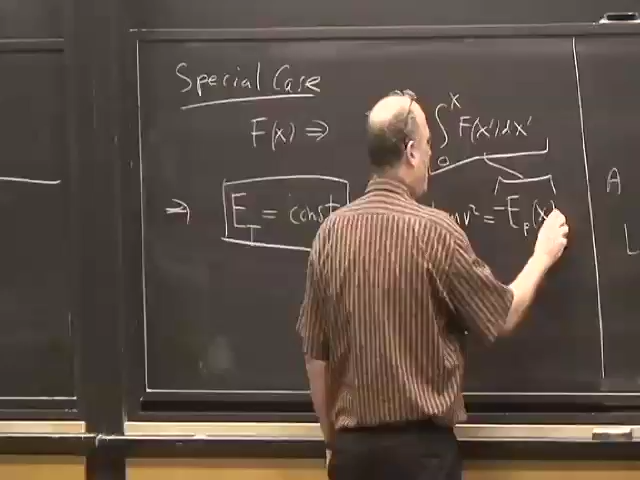 Special Case
F(x) ⇒ ∫₀ˣ F(x')dx'
⇒ E_T = const mv² = -E_p(x)
A
L